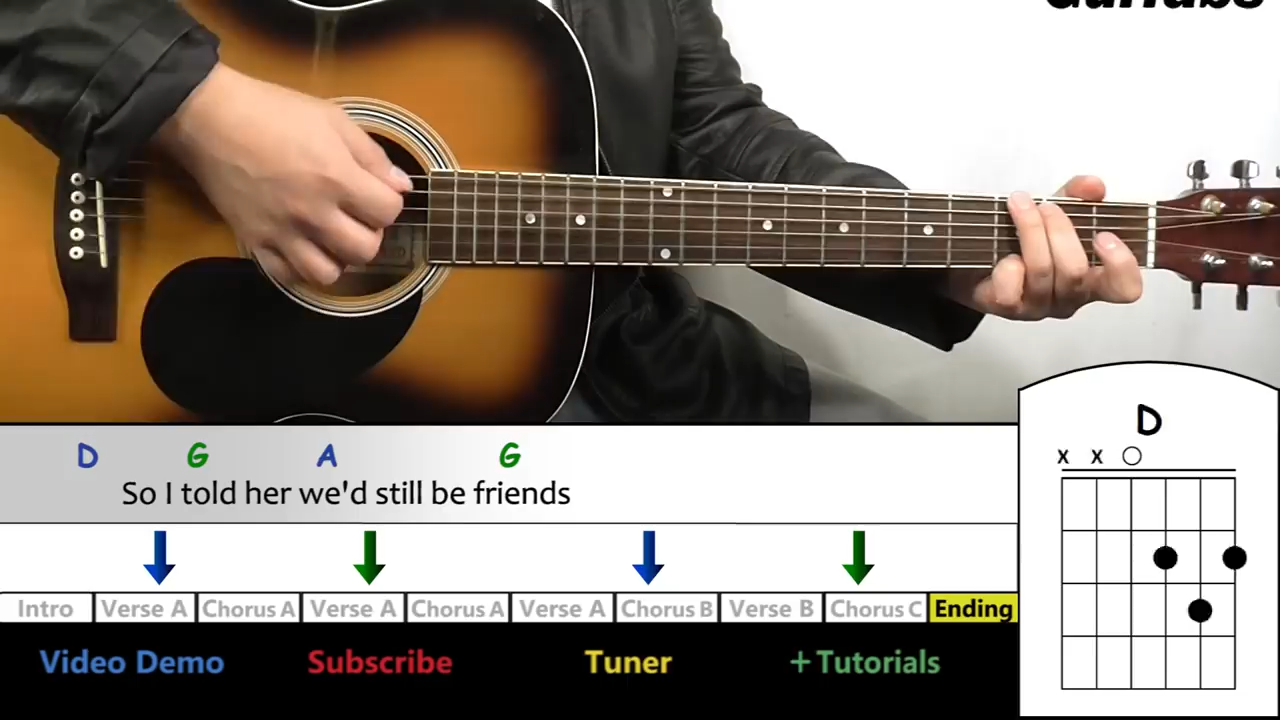 D G A G
So I told her we'd still be friends
Intro Verse A Chorus A Verse A Chorus A Verse A Chorus B Verse B Chorus C Ending
Video Demo Subscribe Tuner + Tutorials
D
x x